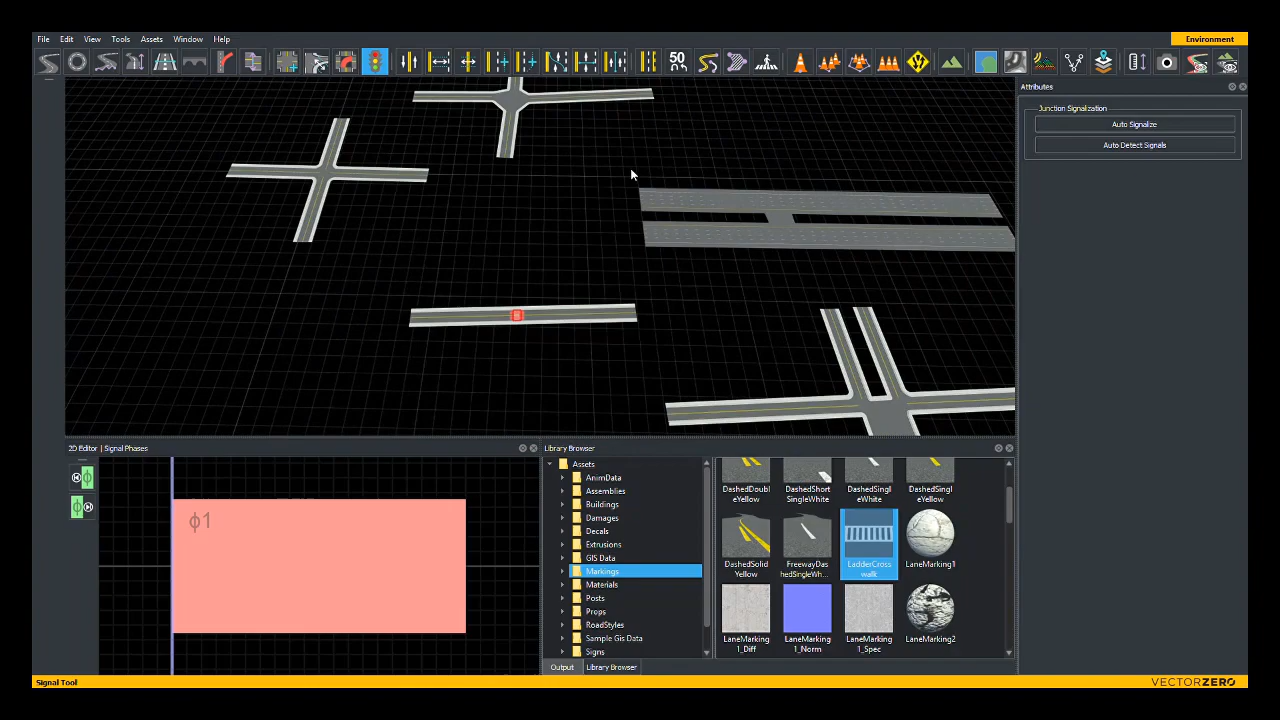 File Edit View Tools Assets Window Help
Environment
50
Attributes
Junction Signalization
Auto Signalize
Auto Detect Signals
2D Editor | Signal Phases
ϕ1
Library Browser
Assets
AnimData
Assemblies
Buildings
Damages
Decals
Extrusions
GIS Data
Markings
Materials
Posts
Props
RoadStyles
Sample Gis Data
Signs
DashedDoubl
eYellow
DashedShort
SingleWhite
DashedSingl
eWhite
DashedSingl
eYellow
DashedSolid
Yellow
FreewayDas
hedSingleWh...
LadderCross
walk
LaneMarking1
LaneMarking
1_Diff
LaneMarking
1_Norm
LaneMarking
1_Spec
LaneMarking2
Output
Library Browser
Signal Tool
VECTORZERO